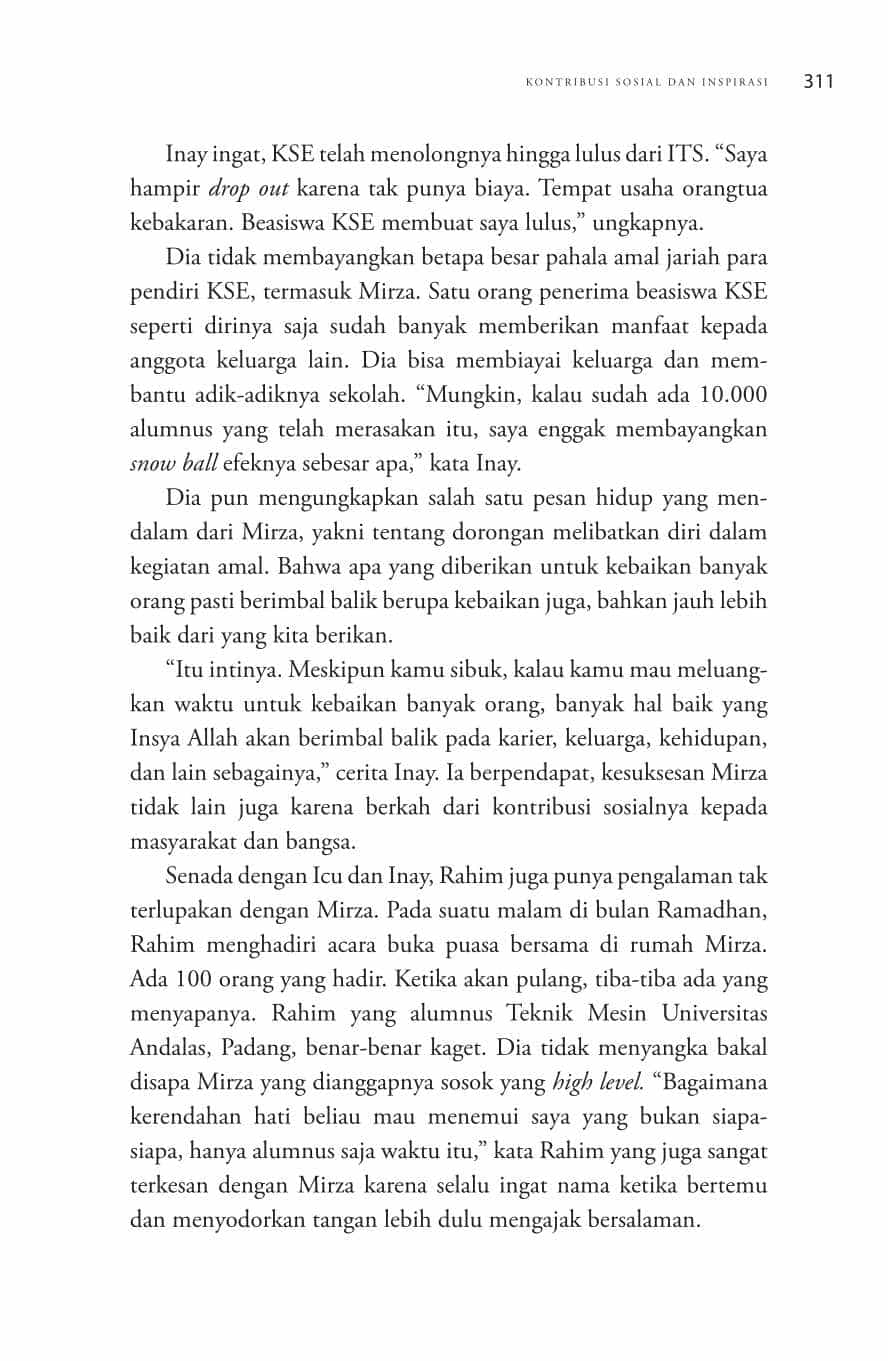 KONTRIBUSI SOSIAL DAN INSPIRASI 311
Inay ingat, KSE telah menolongnya hingga lulus dari ITS. “Saya
hampir drop out karena tak punya biaya. Tempat usaha orangtua
kebakaran. Beasiswa KSE membuat saya lulus,” ungkapnya.
Dia tidak membayangkan betapa besar pahala amal jariah para
pendiri KSE, termasuk Mirza. Satu orang penerima beasiswa KSE
seperti dirinya saja sudah banyak memberikan manfaat kepada
anggota keluarga lain. Dia bisa membiayai keluarga dan mem-
bantu adik-adiknya sekolah. “Mungkin, kalau sudah ada 10.000
alumnus yang telah merasakan itu, saya enggak membayangkan
snow ball efeknya sebesar apa,” kata Inay.
Dia pun mengungkapkan salah satu pesan hidup yang men-
dalam dari Mirza, yakni tentang dorongan melibatkan diri dalam
kegiatan amal. Bahwa apa yang diberikan untuk kebaikan banyak
orang pasti berimbal balik berupa kebaikan juga, bahkan jauh lebih
baik dari yang kita berikan.
“Itu intinya. Meskipun kamu sibuk, kalau kamu mau meluang-
kan waktu untuk kebaikan banyak orang, banyak hal baik yang
Insya Allah akan berimbal balik pada karier, keluarga, kehidupan,
dan lain sebagainya,” cerita Inay. Ia berpendapat, kesuksesan Mirza
tidak lain juga karena berkah dari kontribusi sosialnya kepada
masyarakat dan bangsa.
Senada dengan Icu dan Inay, Rahim juga punya pengalaman tak
terlupakan dengan Mirza. Pada suatu malam di bulan Ramadhan,
Rahim menghadiri acara buka puasa bersama di rumah Mirza.
Ada 100 orang yang hadir. Ketika akan pulang, tiba-tiba ada yang
menyapanya. Rahim yang alumnus Teknik Mesin Universitas
Andalas, Padang, benar-benar kaget. Dia tidak menyangka bakal
disapa Mirza yang dianggapnya sosok yang high level. “Bagaimana
kerendahan hati beliau mau menemui saya yang bukan siapa-
siapa, hanya alumnus saja waktu itu,” kata Rahim yang juga sangat
terkesan dengan Mirza karena selalu ingat nama ketika bertemu
dan menyodorkan tangan lebih dulu mengajak bersalaman.